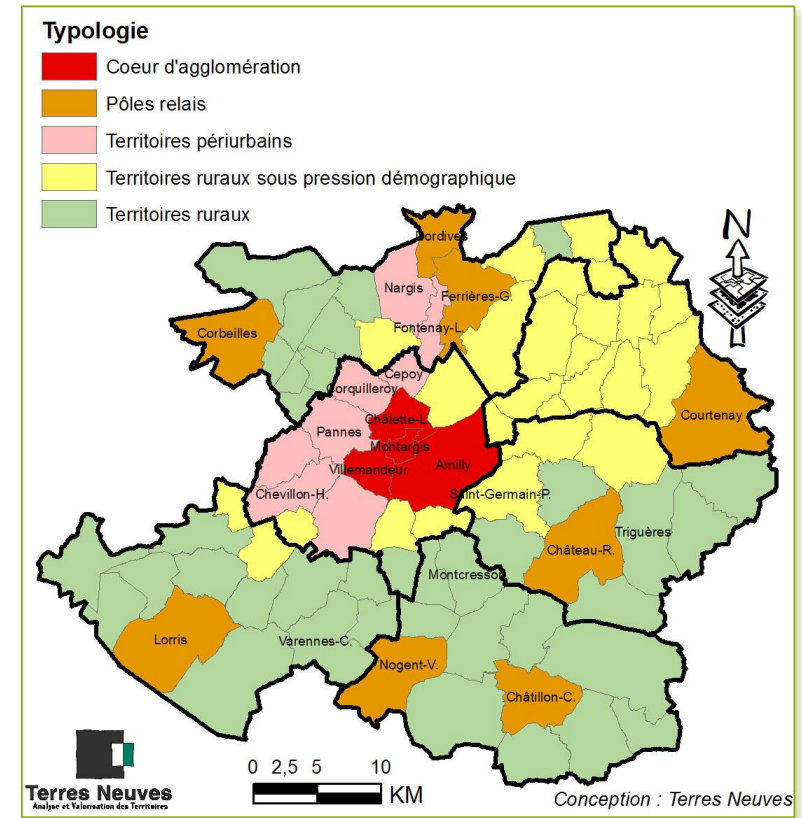 Typologie
Coeur d'agglomération
Pôles relais
Territoires périurbains
Territoires ruraux sous pression démographique
Territoires ruraux
N
Dordives
Nargis
Ferrières-G.
Fontenay-L.
Corbeilles
Cepoy
Corquilleroy
Courtenay
Châlette-L.
Pannes
Montargis
Villemandeur
Amilly
Chevillon-H.
Saint-Germain-P.
Triguères
Château-R.
Montcresson
Lorris
Varennes-C.
Nogent-V.
Châtillon-C.
0 2,5 5 10
KM
Terres Neuves
Analyse et Valorisation des Territoires
Conception : Terres Neuves